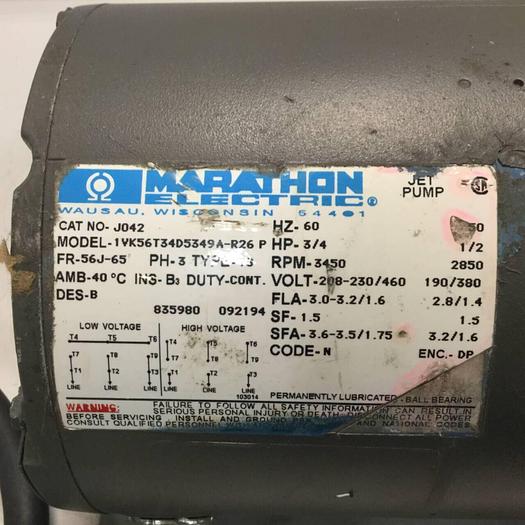 MARATHON
ELECTRIC®
WAUSAU, WISCONSIN 54401
JET
PUMP
CAT NO- J042 HZ- 60
MODEL- 1VK56T34D5349A-R26 P HP- 3/4 1/2
FR-56J-65 PH-3 TYPE- RPM-3450 2850
AMB-40 °C INS- B3 DUTY-CONT. VOLT-208-230/460 190/380
DES-B FLA-3.0-3.2/1.6 2.8/1.4
835980 092194 SF- 1.5 1.5
SFA-3.6-3.5/1.75 3.2/1.6
CODE-N ENC.- DP
LOW VOLTAGE HIGH VOLTAGE
T4 T5 T6 T4 T5 T6
T7 T8 T9 T7 T8 T9
T1 T2 T3 T1 T2 T3
LINE LINE LINE LINE LINE LINE
103014
PERMANENTLY LUBRICATED - BALL BEARING
WARNING: FAILURE TO FOLLOW ALL SAFETY INFORMATION CAN RESULT IN
SERIOUS PERSONAL INJURY OR DEATH. DISCONNECT ALL POWER
BEFORE SERVICING. INSTALL AND GROUND
CONSULT QUALIFIED PERSONNEL AND NATIONAL CODES